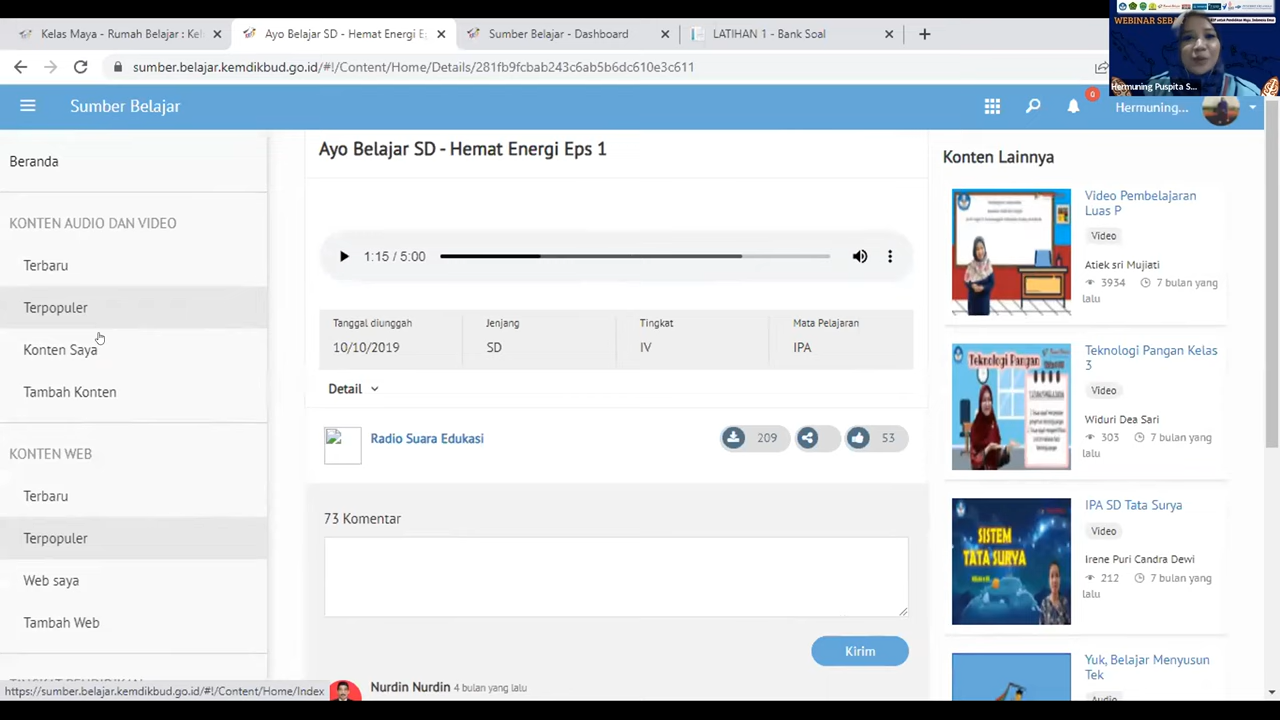 Kelas Maya - Rumah Belajar : Kel
Ayo Belajar SD - Hemat Energi E
Sumber Belajar - Dashboard
LATIHAN 1 - Bank Soal
WEBINAR SEBA
Hermuning Puspita S...
sumber.belajar.kemdikbud.go.id/#!/Content/Home/Details/281fb9fcbab243c6ab5b6dc610e3c611
Sumber Belajar
0
Hermuning...
Beranda
KONTEN AUDIO DAN VIDEO
Terbaru
Terpopuler
Konten Saya
Tambah Konten
KONTEN WEB
Terbaru
Terpopuler
Web saya
Tambah Web
https://sumber.belajar.kemdikbud.go.id/#!/Content/Home/Index
Ayo Belajar SD - Hemat Energi Eps 1
1:15 / 5:00
Tanggal diunggah
10/10/2019
Jenjang
SD
Tingkat
IV
Mata Pelajaran
IPA
Detail
Radio Suara Edukasi
209
53
73 Komentar
Kirim
Nurdin Nurdin 4 bulan yang lalu
Konten Lainnya
Video Pembelajaran
Luas P
Video
Atiek sri Mujiati
3934 7 bulan yang
lalu
Teknologi Pangan
Teknologi Pangan Kelas
3
Video
Widuri Dea Sari
303 7 bulan yang
lalu
SISTEM
TATA SURYA
IPA SD Tata Surya
Video
Irene Puri Candra Dewi
212 7 bulan yang
lalu
Yuk, Belajar Menyusun
Tek
Audio